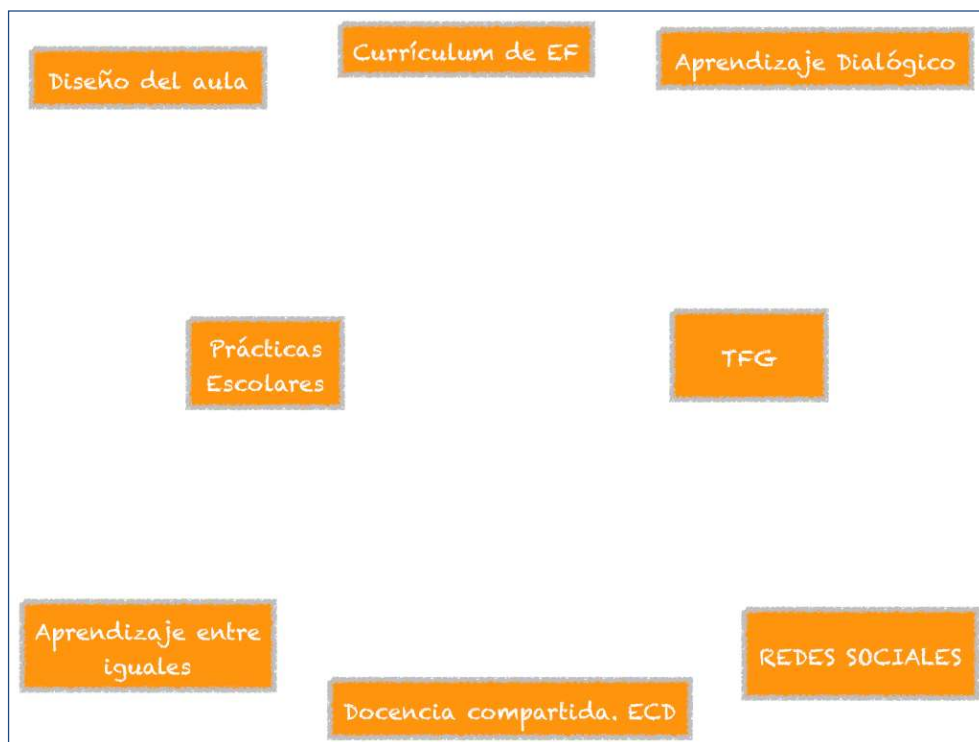 Diseño del aula
Currículum de EF
Aprendizaje Dialógico
Prácticas
Escolares
TFG
Aprendizaje entre
iguales
Docencia compartida. ECD
REDES SOCIALES